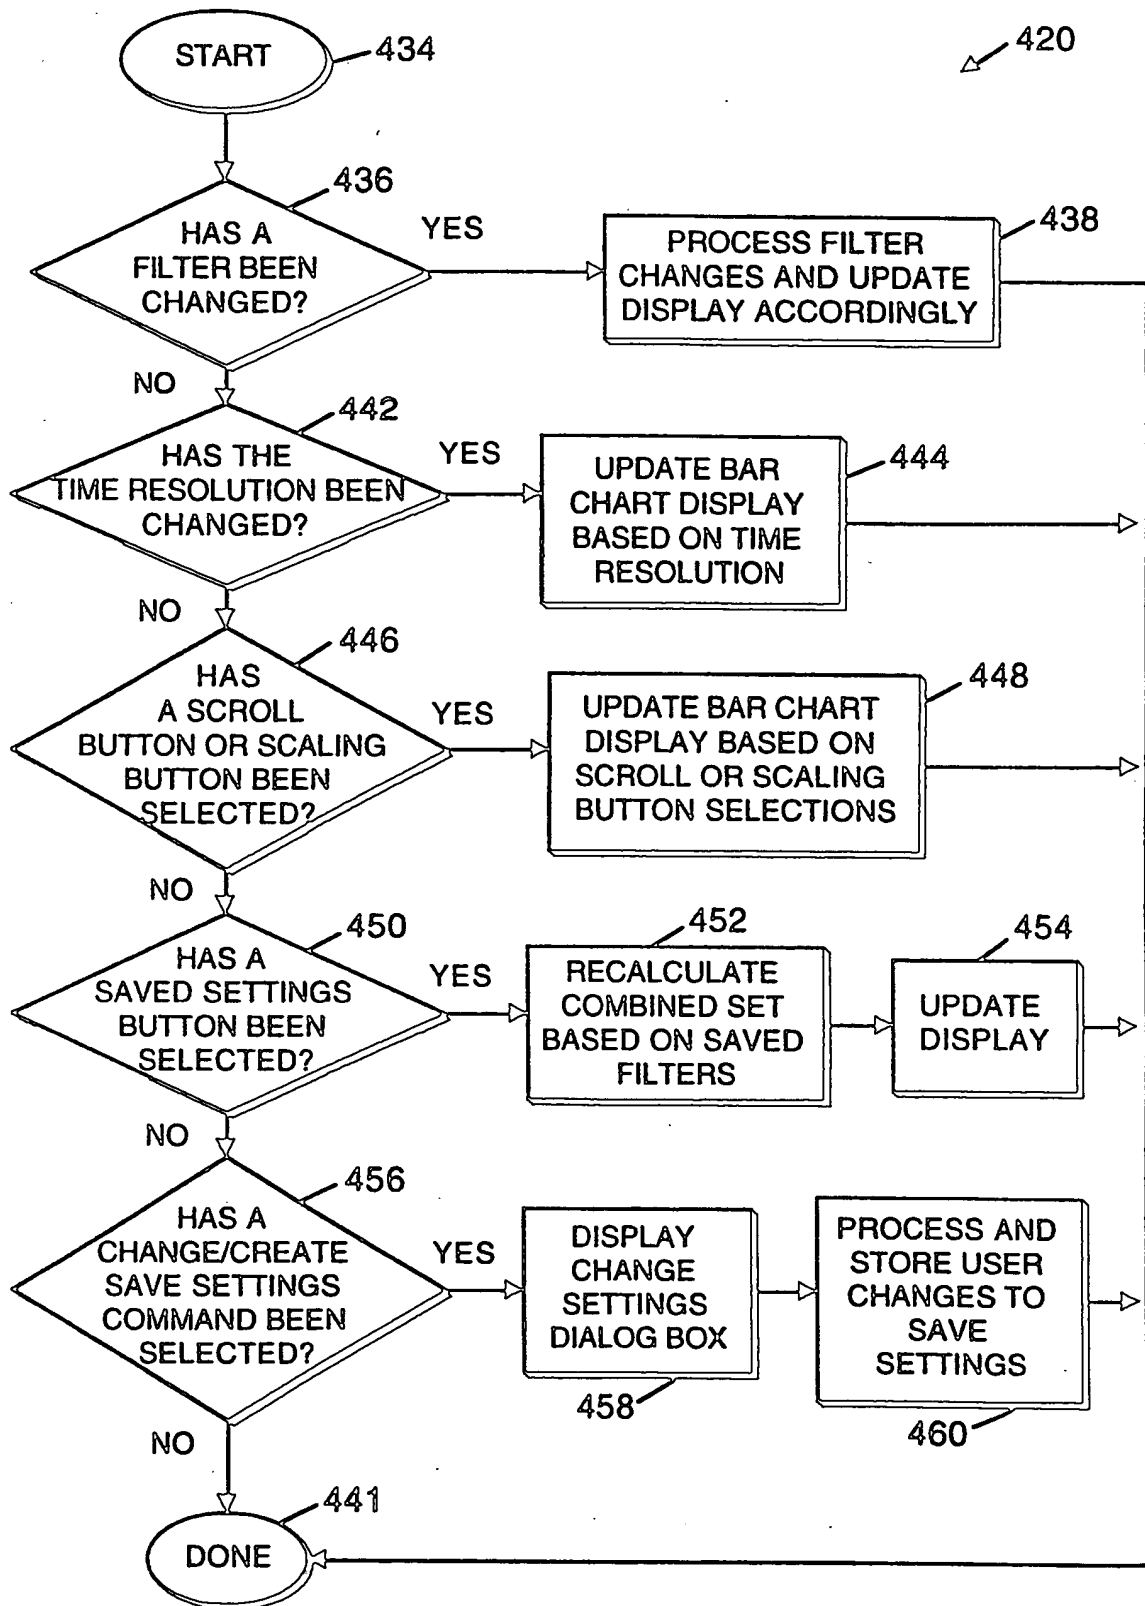 START
434
420
436
HAS A
FILTER BEEN
CHANGED?
YES
PROCESS FILTER
CHANGES AND UPDATE
DISPLAY ACCORDINGLY
438
NO
442
HAS THE
TIME RESOLUTION BEEN
CHANGED?
YES
UPDATE BAR
CHART DISPLAY
BASED ON TIME
RESOLUTION
444
NO
446
HAS
A SCROLL
BUTTON OR SCALING
BUTTON BEEN
SELECTED?
YES
UPDATE BAR CHART
DISPLAY BASED ON
SCROLL OR SCALING
BUTTON SELECTIONS
448
NO
450
HAS A
SAVED SETTINGS
BUTTON BEEN
SELECTED?
YES
452
RECALCULATE
COMBINED SET
BASED ON SAVED
FILTERS
454
UPDATE
DISPLAY
NO
456
HAS A
CHANGE/CREATE
SAVE SETTINGS
COMMAND BEEN
SELECTED?
YES
DISPLAY
CHANGE
SETTINGS
DIALOG BOX
458
PROCESS AND
STORE USER
CHANGES TO
SAVE
SETTINGS
460
NO
441
DONE